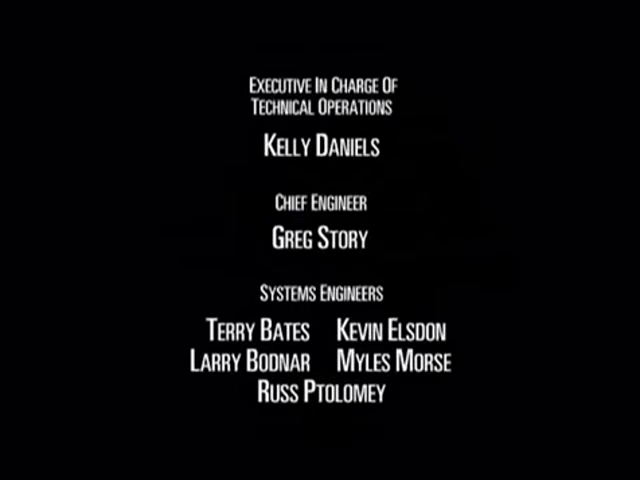 Executive In Charge Of
Technical Operations
Kelly Daniels
Chief Engineer
Greg Story
Systems Engineers
Terry Bates Kevin Elsdon
Larry Bodnar Myles Morse
Russ Ptolomey